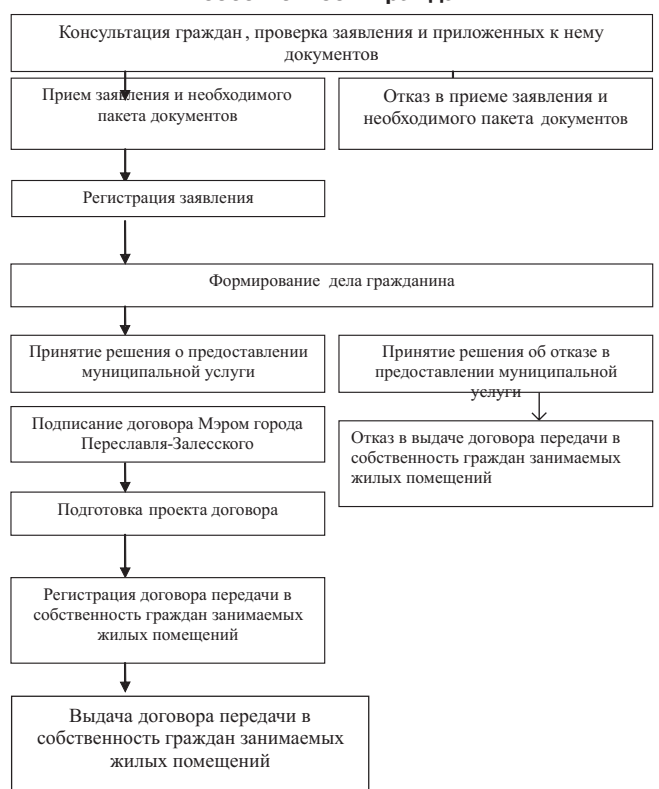 Консультация граждан, проверка заявления и приложенных к нему
документов
Прием заявления и необходимого
пакета документов
Отказ в приеме заявления и
необходимого пакета документов
Регистрация заявления
Формирование дела гражданина
Принятие решения о предоставлении
муниципальной услуги
Принятие решения об отказе в
предоставлении муниципальной
услуги
Подписание договора Мэром города
Переславля-Залесского
Отказ в выдаче договора передачи в
собственность граждан занимаемых
жилых помещений
Подготовка проекта договора
Регистрация договора передачи в
собственность граждан занимаемых
жилых помещений
Выдача договора передачи в
собственность граждан занимаемых
жилых помещений